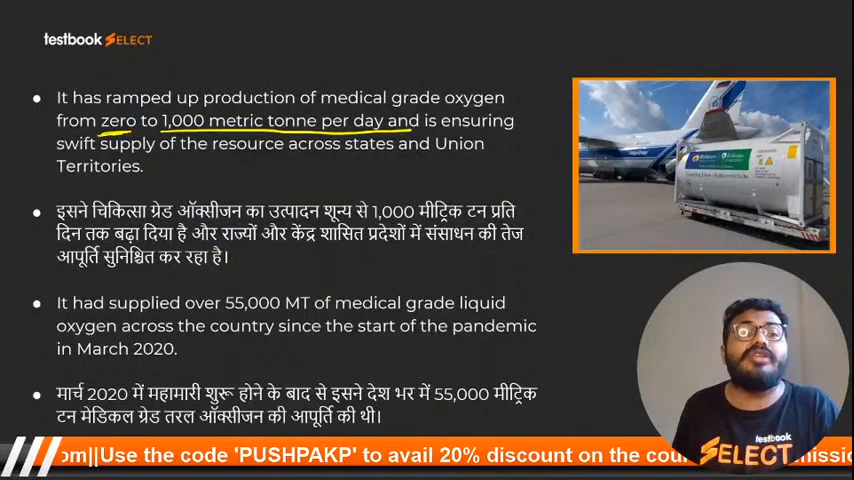 testbook SELECT
It has ramped up production of medical grade oxygen
from zero to 1,000 metric tonne per day and is ensuring
swift supply of the resource across states and Union
Territories.
इसने चिकित्सा ग्रेड ऑक्सीजन का उत्पादन शून्य से 1,000 मीट्रिक टन प्रति
दिन तक बढ़ा दिया है और राज्यों और केंद्र शासित प्रदेशों में संसाधन की तेज
आपूर्ति सुनिश्चित कर रहा है।
It had supplied over 55,000 MT of medical grade liquid
oxygen across the country since the start of the pandemic
in March 2020.
मार्च 2020 में महामारी शुरू होने के बाद से इसने देश भर में 55,000 मीट्रिक
टन मेडिकल ग्रेड तरल ऑक्सीजन की आपूर्ति की थी।
testbook
SELECT
om||Use the code 'PUSHPAKP' to avail 20% discount on the cou